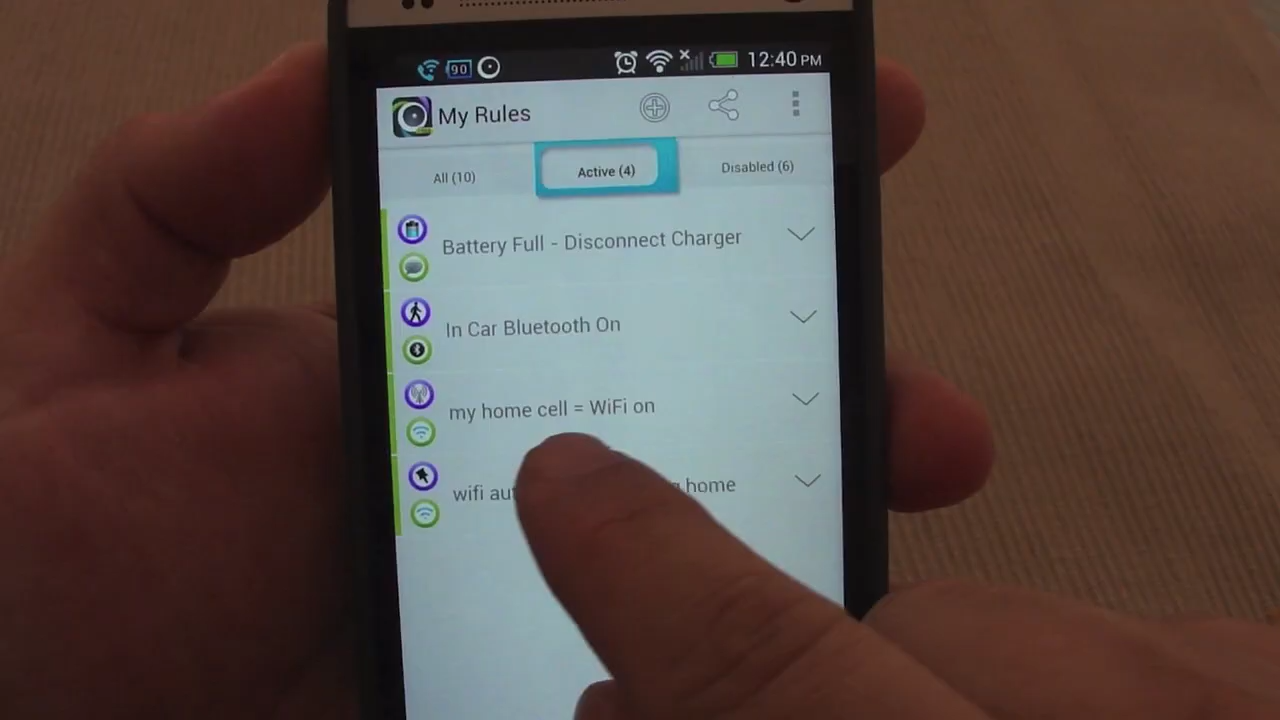 90 12:40 PM
My Rules
All (10) Active (4) Disabled (6)
Battery Full - Disconnect Charger
In Car Bluetooth On
my home cell = WiFi on
wifi home